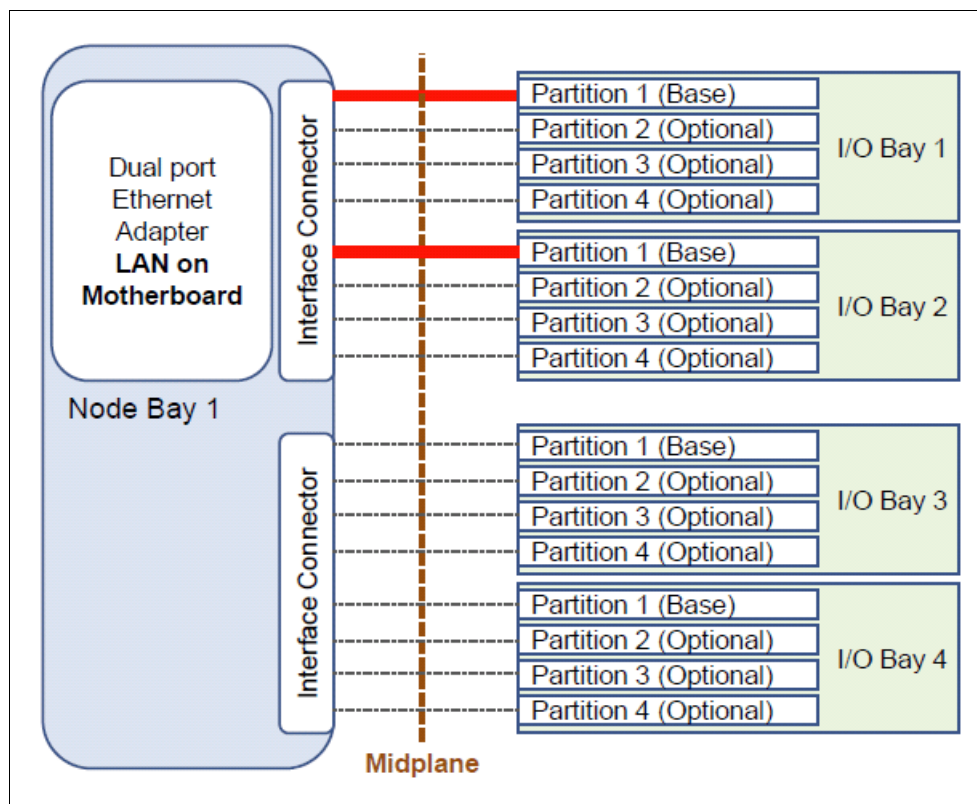 Dual port
Ethernet
Adapter
LAN on
Motherboard
Node Bay 1
Interface Connector
Interface Connector
Midplane
Partition 1 (Base)
Partition 2 (Optional)
Partition 3 (Optional)
Partition 4 (Optional)
I/O Bay 1
Partition 1 (Base)
Partition 2 (Optional)
Partition 3 (Optional)
Partition 4 (Optional)
I/O Bay 2
Partition 1 (Base)
Partition 2 (Optional)
Partition 3 (Optional)
Partition 4 (Optional)
I/O Bay 3
Partition 1 (Base)
Partition 2 (Optional)
Partition 3 (Optional)
Partition 4 (Optional)
I/O Bay 4